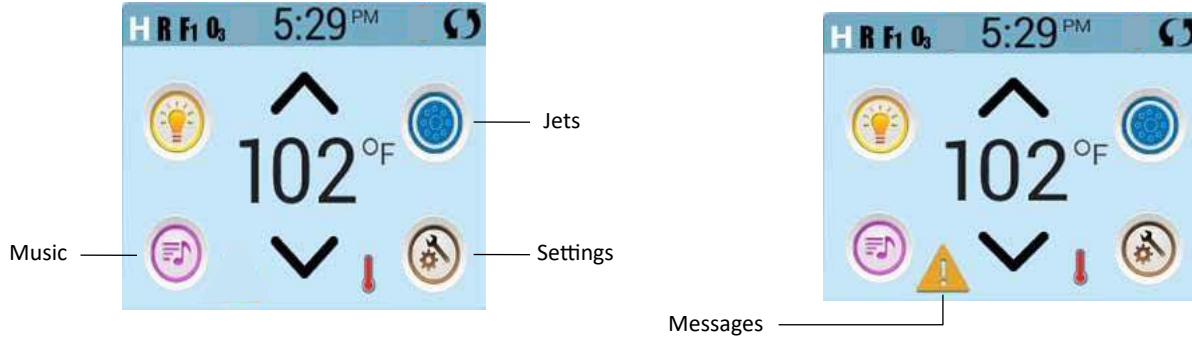 H R F1 O3 5:29 PM
102 °F
Jets
Music
Settings
H R F1 O3 5:29 PM
102 °F
Messages